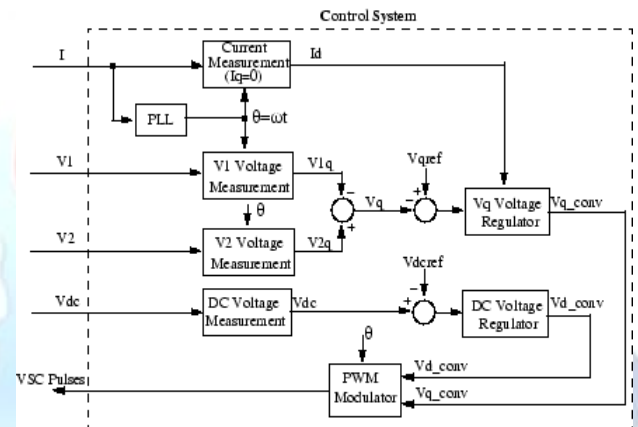 Control System
I
Current
Measurement
(Iq=0)
Id
PLL
θ=ωt
V1
V1 Voltage
Measurement
V1q
Vqref
-
+
-
Vq
+
Vq Voltage
Regulator
Vq_conv
θ
V2
V2 Voltage
Measurement
V2q
Vdcref
-
+
Vdc
DC Voltage
Measurement
Vdc
DC Voltage
Regulator
Vd_conv
θ
VSC Pulses
PWM
Modulator
Vd_conv
Vq_conv